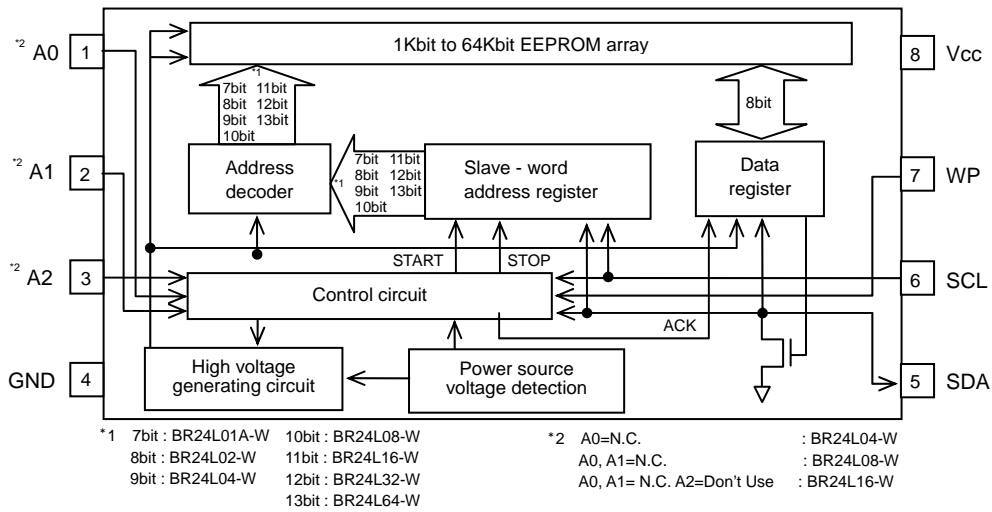 1Kbit to 64Kbit EEPROM array
*2 A0 1
8 Vcc
*1
7bit 11bit
8bit 12bit
9bit 13bit
10bit
8bit
*2 A1 2
Address
decoder
*1
7bit 11bit
8bit 12bit
9bit 13bit
10bit
Slave - word
address register
Data
register
7 WP
START STOP
*2 A2 3
Control circuit
6 SCL
ACK
GND 4
High voltage
generating circuit
Power source
voltage detection
5 SDA
*1 7bit : BR24L01A-W 10bit : BR24L08-W
8bit : BR24L02-W 11bit : BR24L16-W
9bit : BR24L04-W 12bit : BR24L32-W
13bit : BR24L64-W
*2 A0=N.C. : BR24L04-W
A0, A1=N.C. : BR24L08-W
A0, A1= N.C. A2=Don't Use : BR24L16-W